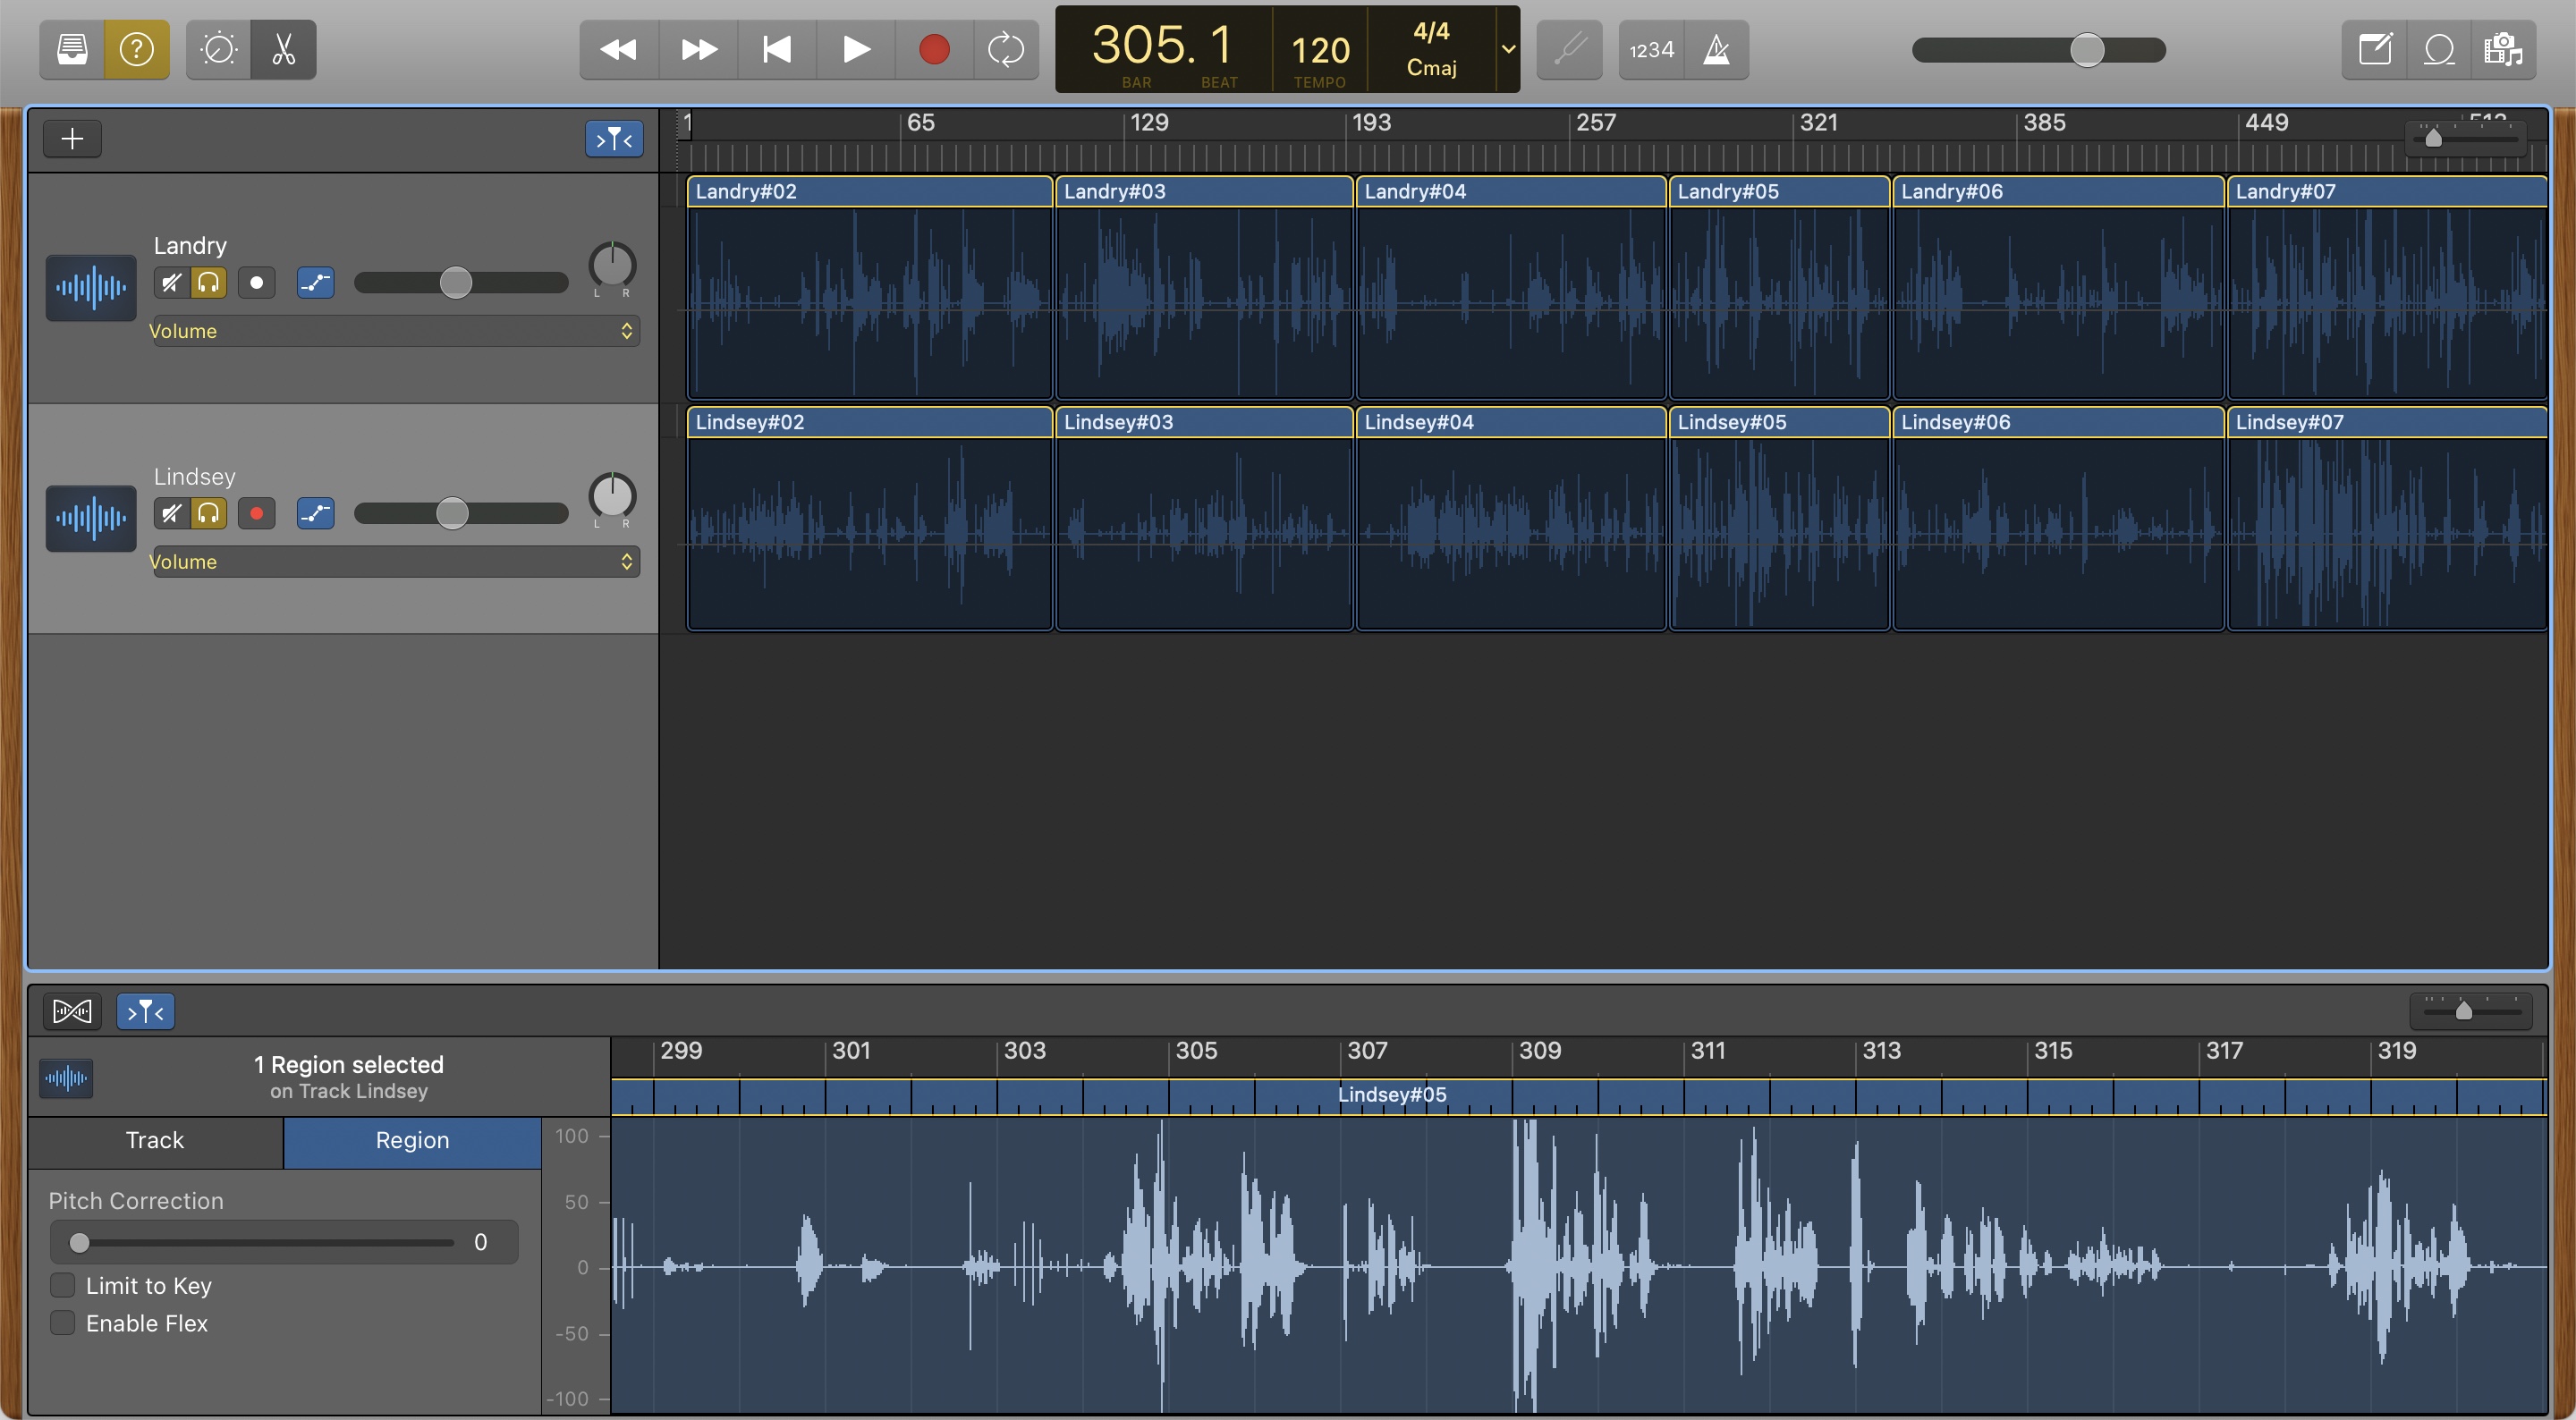 305. 1
BAR BEAT
120
TEMPO
4/4
Cmaj
1234
1 65 129 193 257 321 385 449
Landry
L R
Volume
Landry#02 Landry#03 Landry#04 Landry#05 Landry#06 Landry#07
Lindsey
L R
Volume
Lindsey#02 Lindsey#03 Lindsey#04 Lindsey#05 Lindsey#06 Lindsey#07
1 Region selected
on Track Lindsey
299 301 303 305 307 309 311 313 315 317 319
Lindsey#05
Track Region
Pitch Correction
0
Limit to Key
Enable Flex
100
50
0
-50
-100